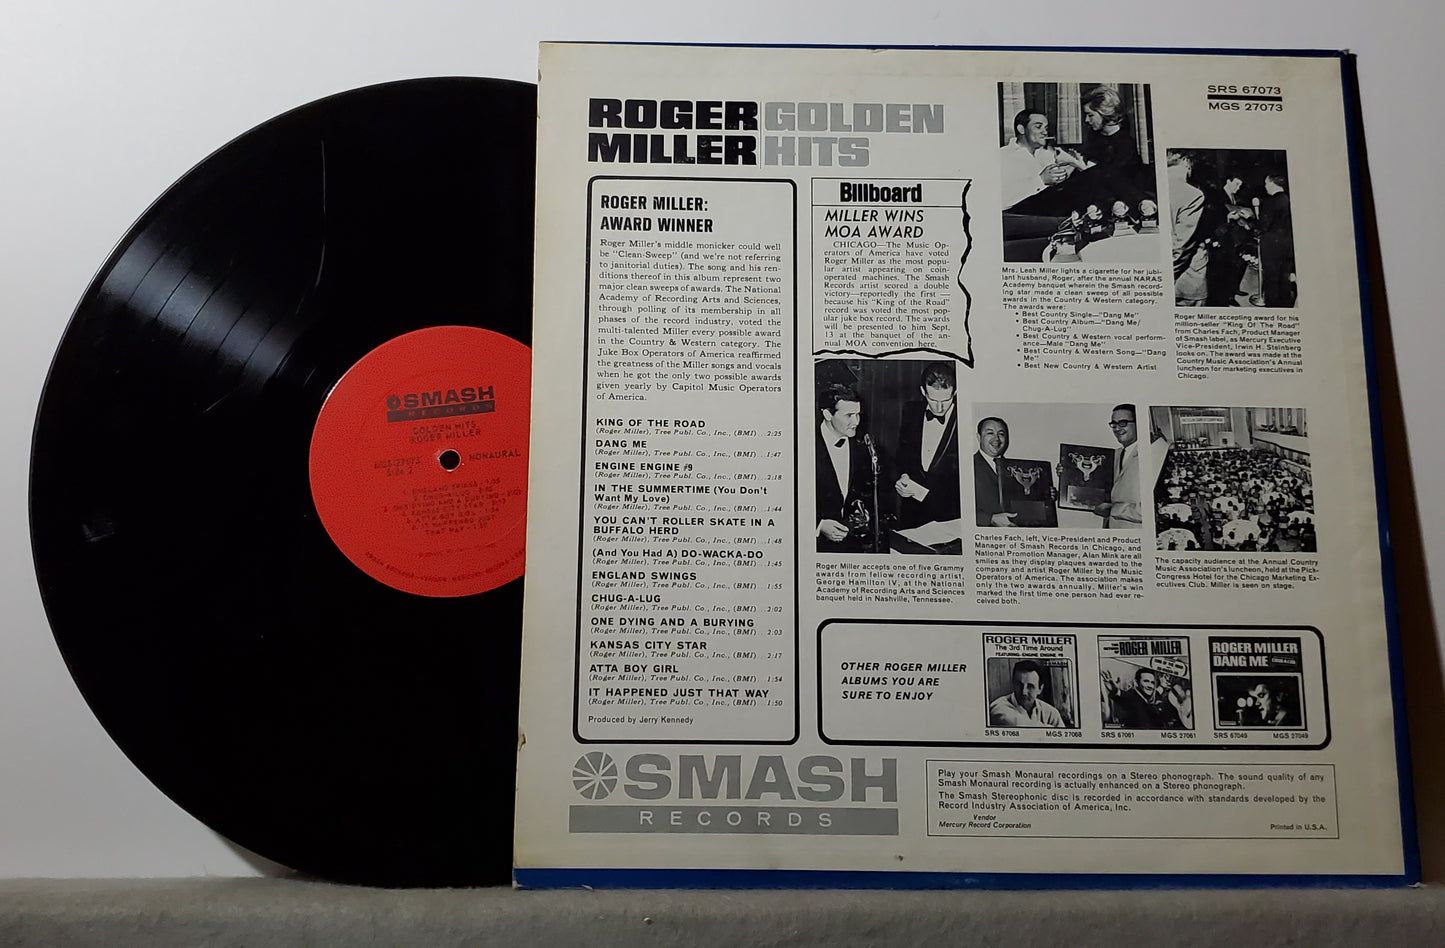 SMASH
RECORDS
GOLDEN HITS
ROGER MILLER
MGS-27073
MONAURAL
ROGER MILLER
GOLDEN HITS
SRS 67073
MGS 27073
ROGER MILLER:
AWARD WINNER
Roger Miller's middle monicker could well
be "Clean-Sweep" (and we're not referring
to janitorial duties). The song and his ren-
ditions thereof in this album represent two
major clean sweeps of awards. The National
Academy of Recording Arts and Sciences,
through polling of its membership in all
phases of the record industry, voted the
multi-talented Miller every possible award
in the Country & Western category. The
Juke Box Operators of America reaffirmed
the greatness of the Miller songs and vocals
when he got the only two possible awards
given yearly by Capitol Music Operators
of America.
KING OF THE ROAD
(Roger Miller), Tree Publ. Co., Inc., (BMI) . . 2:25
DANG ME
(Roger Miller), Tree Publ. Co., Inc., (BMI) . . 1:47
ENGINE ENGINE #9
(Roger Miller), Tree Publ. Co., Inc., (BMI) . . 2:18
IN THE SUMMERTIME (You Don't
Want My Love)
(Roger Miller), Tree Publ. Co., Inc., (BMI) . . 1:44
YOU CAN'T ROLLER SKATE IN A
BUFFALO HERD
(Roger Miller), Tree Publ. Co., Inc., (BMI) . . 1:48
(And You Had A) DO-WACKA-DO
(Roger Miller), Tree Publ. Co., Inc., (BMI) . . 1:45
ENGLAND SWINGS
(Roger Miller), Tree Publ. Co., Inc., (BMI) . . 1:55
CHUG-A-LUG
(Roger Miller), Tree Publ. Co., Inc., (BMI) . . 2:02
ONE DYING AND A BURYING
(Roger Miller), Tree Publ. Co., Inc., (BMI) . . 2:03
KANSAS CITY STAR
(Roger Miller), Tree Publ. Co., Inc., (BMI) . . 2:17
ATTA BOY GIRL
(Roger Miller), Tree Publ. Co., Inc., (BMI) . . 1:54
IT HAPPENED JUST THAT WAY
(Roger Miller), Tree Publ. Co., Inc., (BMI) . . 1:50
Produced by Jerry Kennedy
Billboard
MILLER WINS
MOA AWARD
CHICAGO—The Music Op-
erators of America have voted
Roger Miller as the most popu-
lar artist appearing on coin-
operated machines. The Smash
Records artist scored a double
victory—reportedly the first —
because his "King of the Road"
record was voted the most popu-
lar juke box record. The awards
will be presented to him Sept.
13 at the banquet of the an-
nual MOA convention here.
Mrs. Leah Miller lights a cigarette for her jubi-
lant husband, Roger, after the annual NARAS
Academy banquet wherein the Smash record-
ing star made a clean sweep of all possible
awards in the Country & Western category.
The awards were:
• Best Country Single—"Dang Me"
• Best Country Album—"Dang Me/
Chug-A-Lug"
• Best Country & Western vocal perform-
ance—Male "Dang Me"
• Best Country & Western Song—"Dang
Me"
• Best New Country & Western Artist
Roger Miller accepting award for his
million-seller "King Of The Road"
from Charles Fach, Product Manager
of Smash label, as Mercury Executive
Vice-President, Irwin H. Steinberg
looks on. The award was made at the
Country Music Association's Annual
luncheon for marketing executives in
Chicago.
Roger Miller accepts one of five Grammy
awards from fellow recording artist,
George Hamilton IV, at the National
Academy of Recording Arts and Sciences
banquet held in Nashville, Tennessee.
Charles Fach, left, Vice-President and Product
Manager of Smash Records in Chicago, and
National Promotion Manager, Alan Mink are all
smiles as they display plaques awarded to the
company and artist Roger Miller by the Music
Operators of America. The association makes
only the two awards annually. Miller's win
marked the first time one person had ever re-
ceived both.
The capacity audience at the Annual Country
Music Association's luncheon, held at the Pick-
Congress Hotel for the Chicago Marketing Ex-
ecutives Club. Miller is seen on stage.
OTHER ROGER MILLER
ALBUMS YOU ARE
SURE TO ENJOY
ROGER MILLER
The 3rd Time Around
FEATURING: ENGINE ENGINE #9
SRS 67068 MGS 27068
ROGER MILLER
SRS 67061 MGS 27061
ROGER MILLER
DANG ME
SRS 67049 MGS 27049
SMASH
RECORDS
Play your Smash Monaural recordings on a Stereo phonograph. The sound quality of any
Smash Monaural recording is actually enhanced on a Stereo phonograph.
The Smash Stereophonic disc is recorded in accordance with standards developed by the
Record Industry Association of America, Inc.
Vendor
Mercury Record Corporation
Printed in U.S.A.